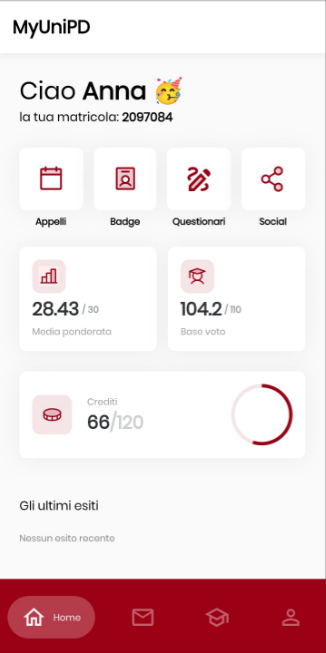 MyUniPD
Ciao Anna 🥳
la tua matricola: 2097084
Appelli
Badge
Questionari
Social
28.43 / 30
Media ponderata
104.2 / 110
Base voto
Crediti
66/120
Gli ultimi esiti
Nessun esito recente
Home